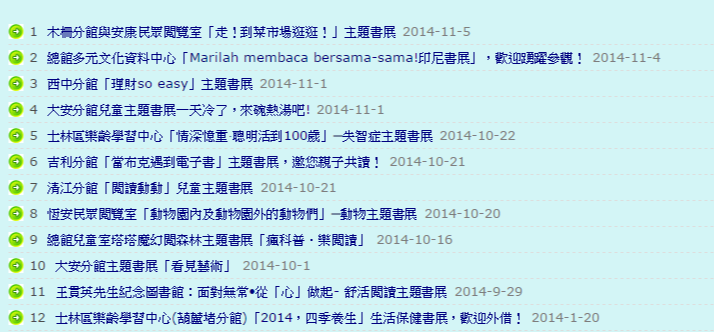 1 木柵分館與安康民眾閱覽室「走！到菜市場逛逛！」主題書展 2014-11-5
2 總館多元文化資料中心「Marilah membaca bersama-sama!印尼書展」，歡迎踴躍參觀！ 2014-11-4
3 西中分館「理財so easy」主題書展 2014-11-1
4 大安分館兒童主題書展─天冷了，來碗熱湯吧! 2014-11-1
5 士林區樂齡學習中心「情深憶重‧聰明活到100歲」─失智症主題書展 2014-10-22
6 吉利分館「當布克遇到電子書」主題書展，邀您親子共讀！ 2014-10-21
7 清江分館「閱讀動動」兒童主題書展 2014-10-21
8 恆安民眾閱覽室「動物園內及動物園外的動物們」─動物主題書展 2014-10-20
9 總館兒童室塔塔魔幻閱森林主題書展「瘋科普‧樂閱讀」 2014-10-16
10 大安分館主題書展「看見藝術」 2014-10-1
11 王貫英先生紀念圖書館：面對無常•從「心」做起- 舒活閱讀主題書展 2014-9-29
12 士林區樂齡學習中心(葫蘆堵分館)「2014，四季養生」生活保健書展，歡迎外借！ 2014-1-20